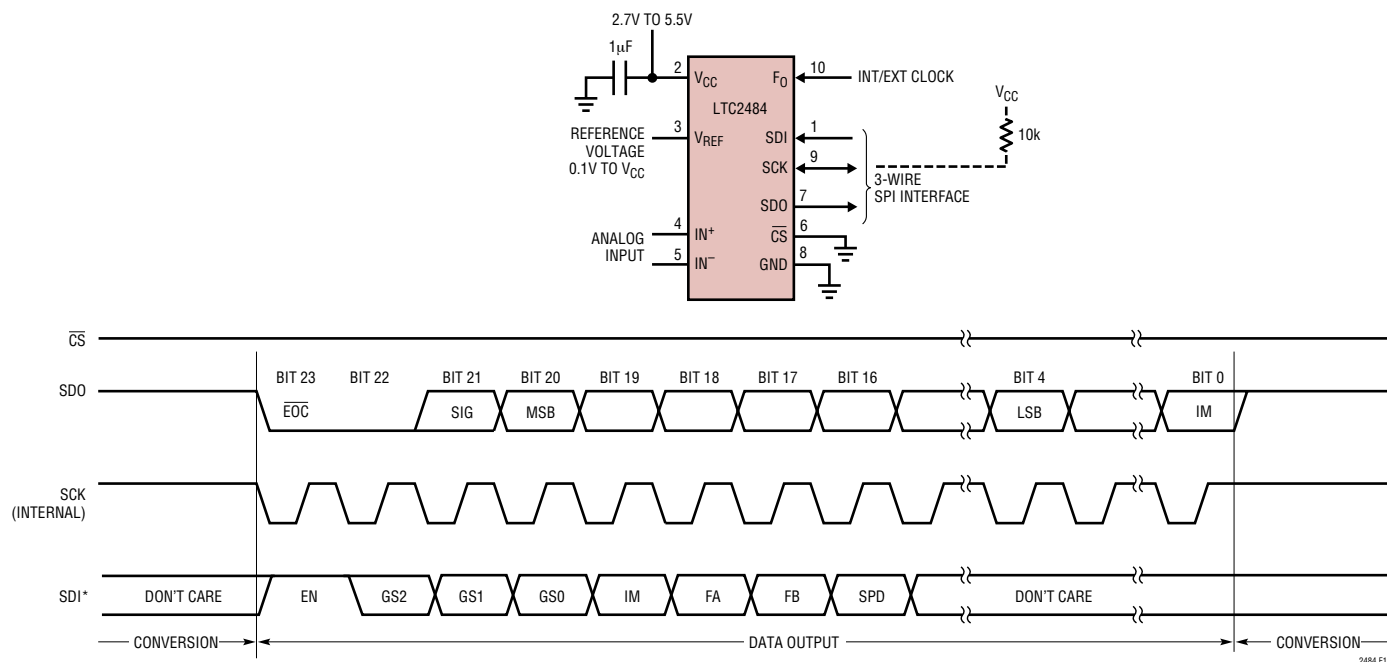 2.7V TO 5.5V
1µF
2 VCC FO 10 INT/EXT CLOCK
LTC2484
VCC
10k
REFERENCE
VOLTAGE
0.1V TO VCC
3 VREF SDI 1
SCK 9
3-WIRE
SPI INTERFACE
SDO 7
ANALOG
INPUT
4 IN+ CS 6
5 IN− GND 8
CS
SDO BIT 23 BIT 22 BIT 21 BIT 20 BIT 19 BIT 18 BIT 17 BIT 16 BIT 4 BIT 0
EOC SIG MSB LSB IM
SCK
(INTERNAL)
SDI* DON'T CARE EN GS2 GS1 GS0 IM FA FB SPD DON'T CARE
CONVERSION DATA OUTPUT CONVERSION